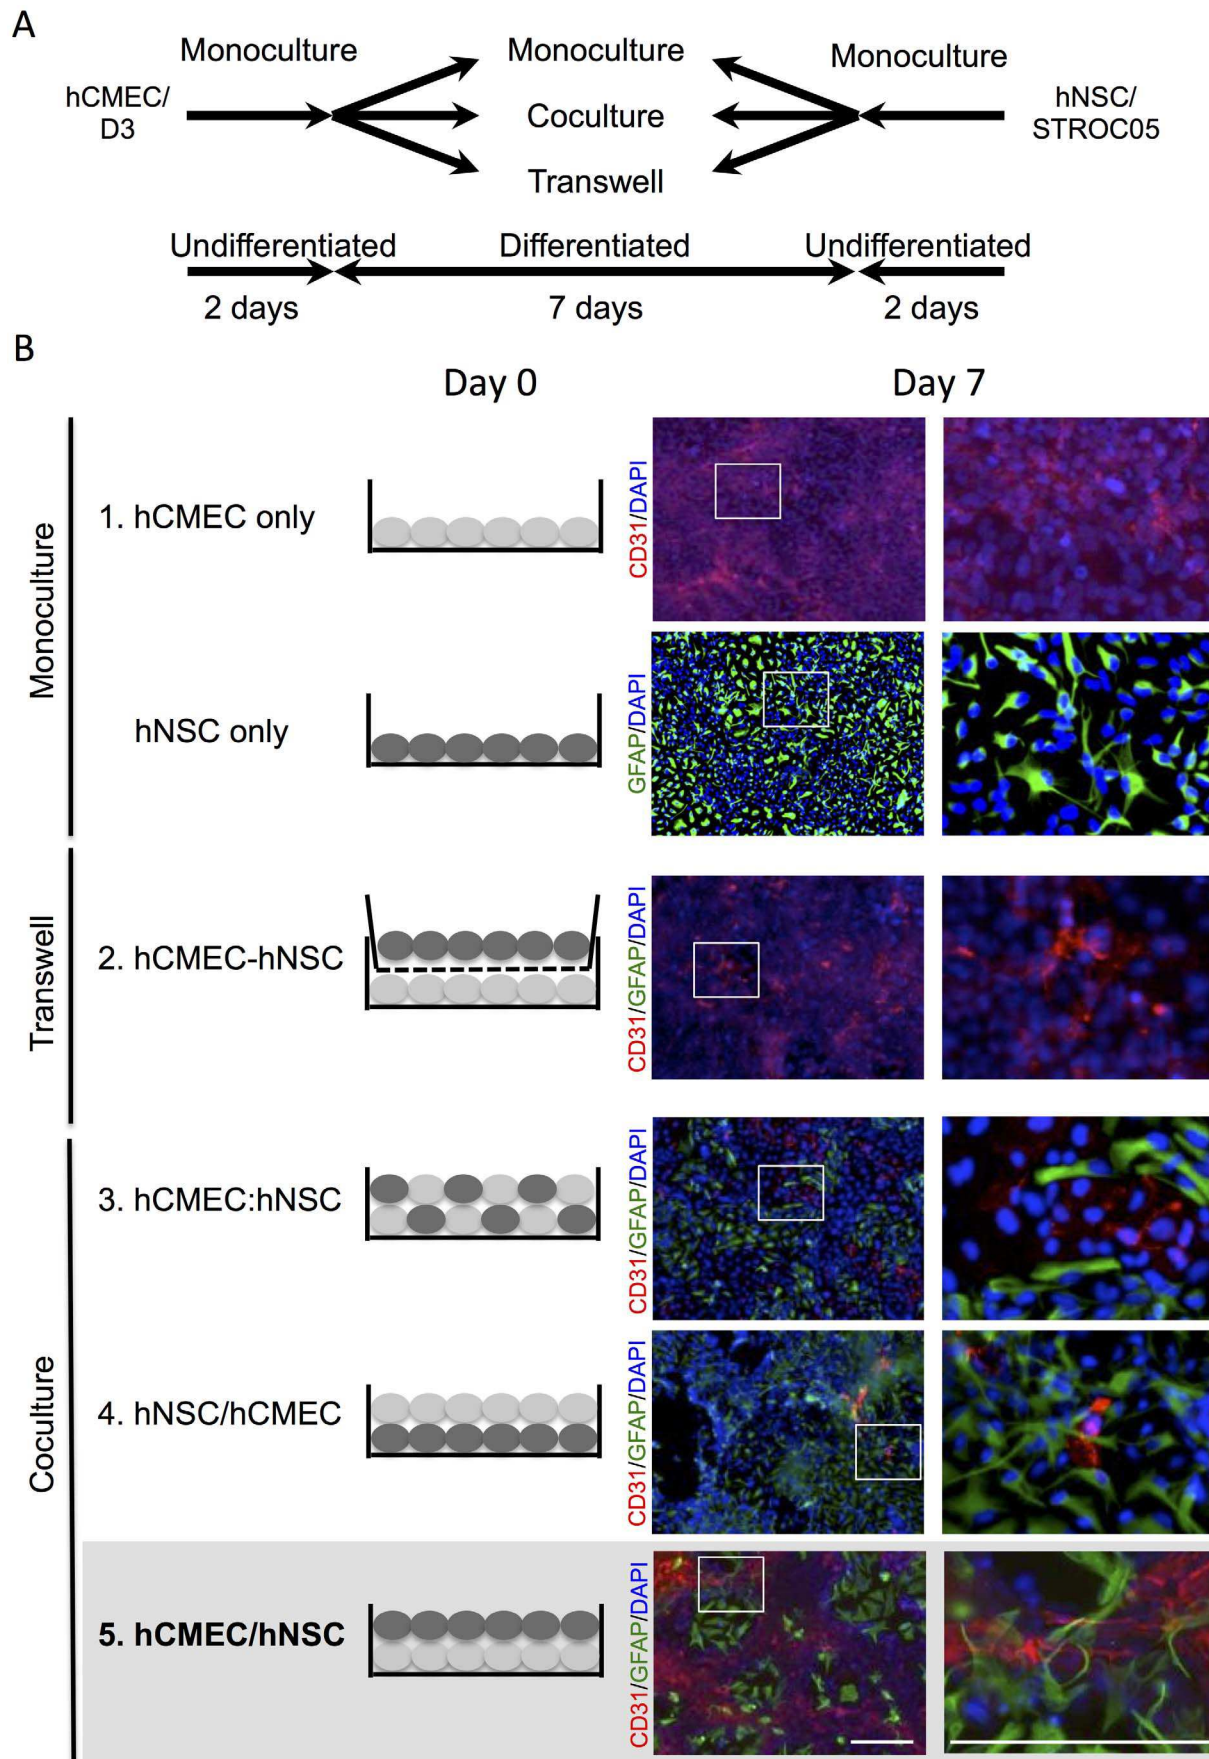 A
Monoculture
Monoculture
Monoculture
hCMEC/
D3
Coculture
hNSC/
STROC05
Transwell
Undifferentiated
Differentiated
Undifferentiated
2 days
7 days
2 days
B
Day 0
Day 7
Monoculture
1. hCMEC only
CD31/DAPI
hNSC only
GFAP/DAPI
Transwell
2. hCMEC-hNSC
CD31/GFAP/DAPI
Coculture
3. hCMEC:hNSC
CD31/GFAP/DAPI
4. hNSC/hCMEC
CD31/GFAP/DAPI
5. hCMEC/hNSC
CD31/GFAP/DAPI